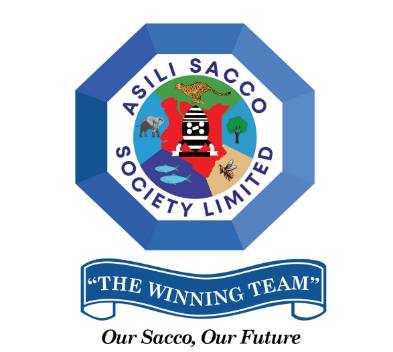 ASILI SACCO
SOCIETY LIMITED
“THE WINNING TEAM”
Our Sacco, Our Future